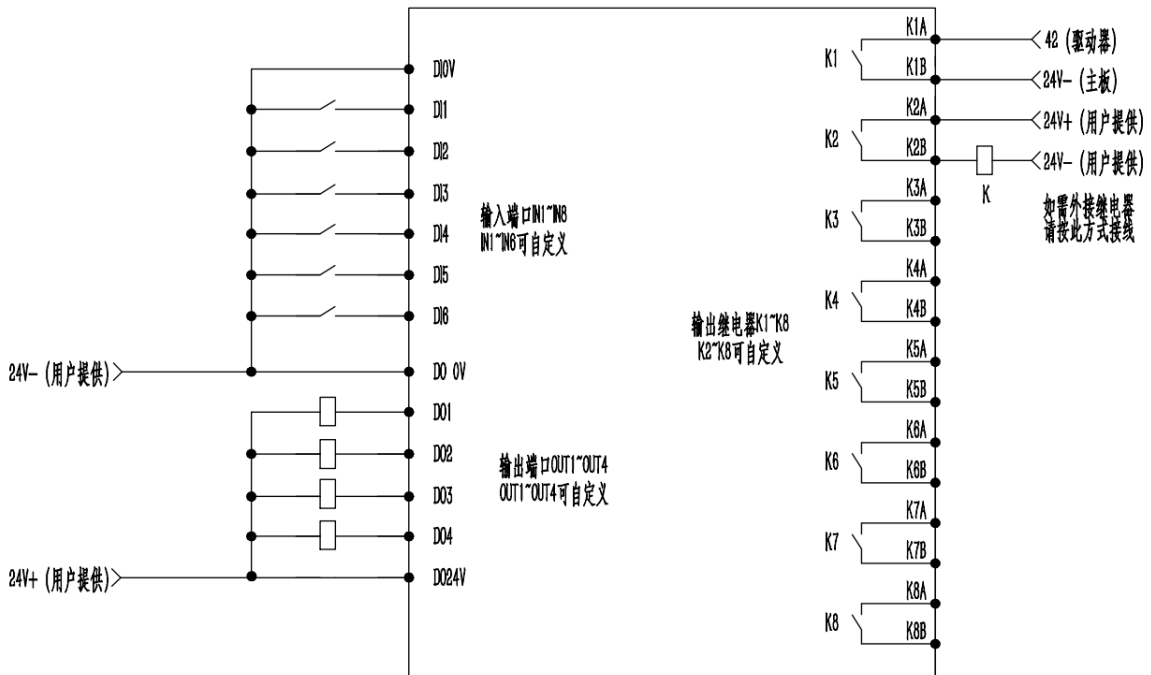 DI0V
DI1
DI2
DI3
DI4
DI5
DI6
输入端口IN1~IN8
IN1~IN6可自定义
24V- (用户提供)
DO 0V
DO1
DO2
DO3
DO4
输出端口OUT1~OUT4
OUT1~OUT4可自定义
24V+ (用户提供)
DO24V
输出继电器K1~K8
K2~K8可自定义
K1
K1A
K1B
42 (驱动器)
24V- (主板)
K2
K2A
K2B
24V+ (用户提供)
24V- (用户提供)
K
如需外接继电器
请按此方式接线
K3
K3A
K3B
K4
K4A
K4B
K5
K5A
K5B
K6
K6A
K6B
K7
K7A
K7B
K8
K8A
K8B